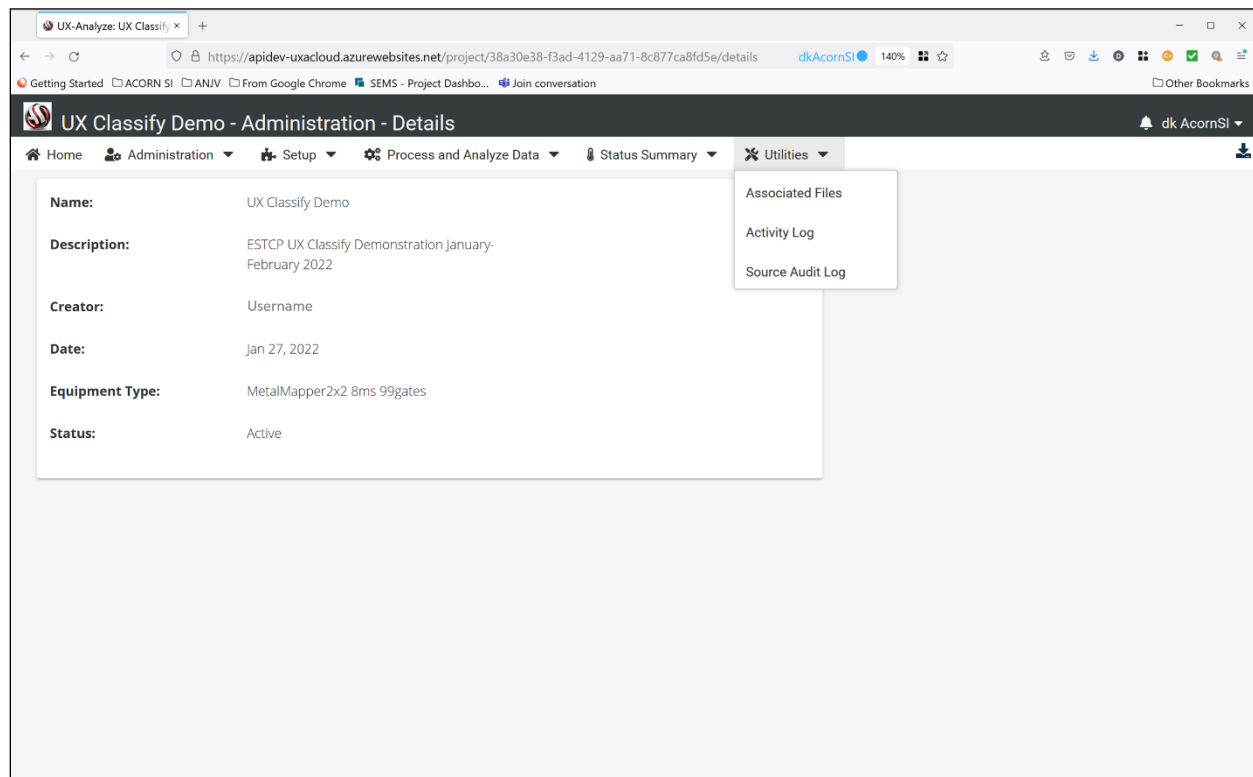 UX-Analyze: UX Classify
https://apidev-uxacloud.azurewebsites.net/project/38a30e38-f3ad-4129-aa71-8c877ca8fd5e/details dkAcornSI 140%
Getting Started ACORN SI ANJV From Google Chrome SEMS - Project Dashbo... Join conversation Other Bookmarks
UX Classify Demo - Administration - Details dk AcornSI
Home Administration Setup Process and Analyze Data Status Summary Utilities
Associated Files
Activity Log
Source Audit Log
Name: UX Classify Demo
Description: ESTCP UX Classify Demonstration January-
February 2022
Creator: Username
Date: Jan 27, 2022
Equipment Type: MetalMapper2x2 8ms 99gates
Status: Active